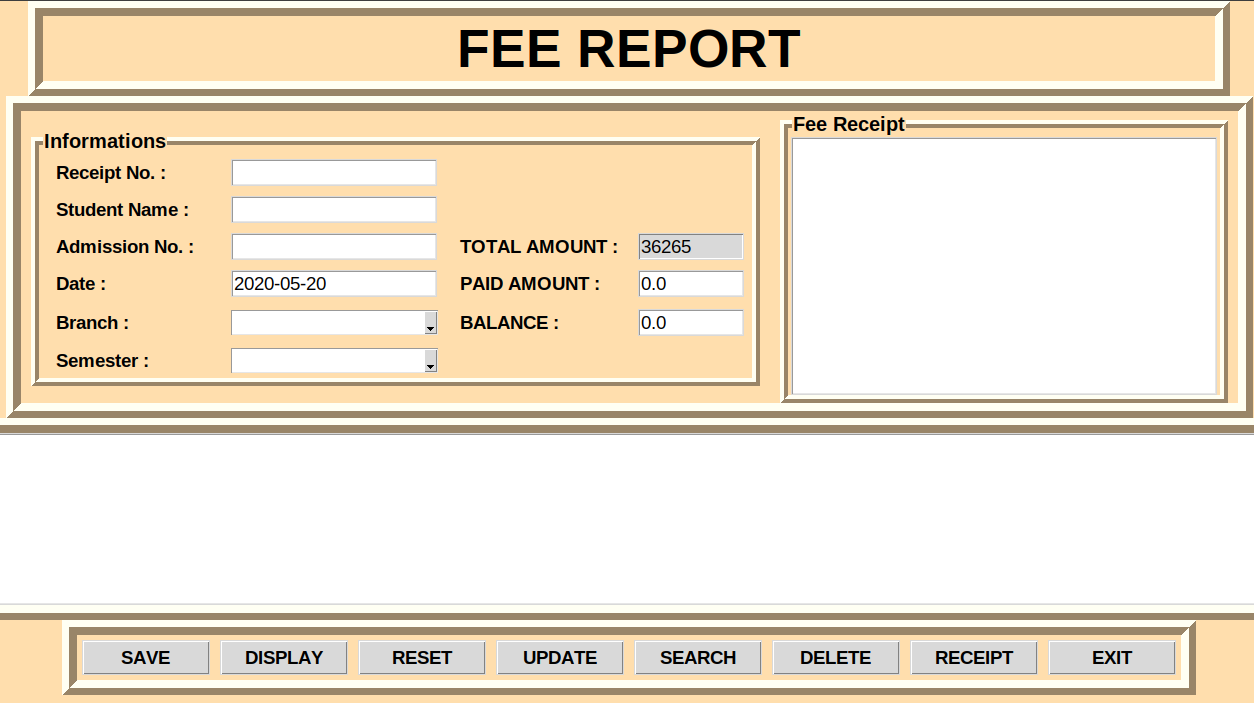 FEE REPORT
Informations
Receipt No. :
Student Name :
Admission No. :
Date : 2020-05-20
Branch :
Semester :
TOTAL AMOUNT : 36265
PAID AMOUNT : 0.0
BALANCE : 0.0
Fee Receipt
SAVE DISPLAY RESET UPDATE SEARCH DELETE RECEIPT EXIT